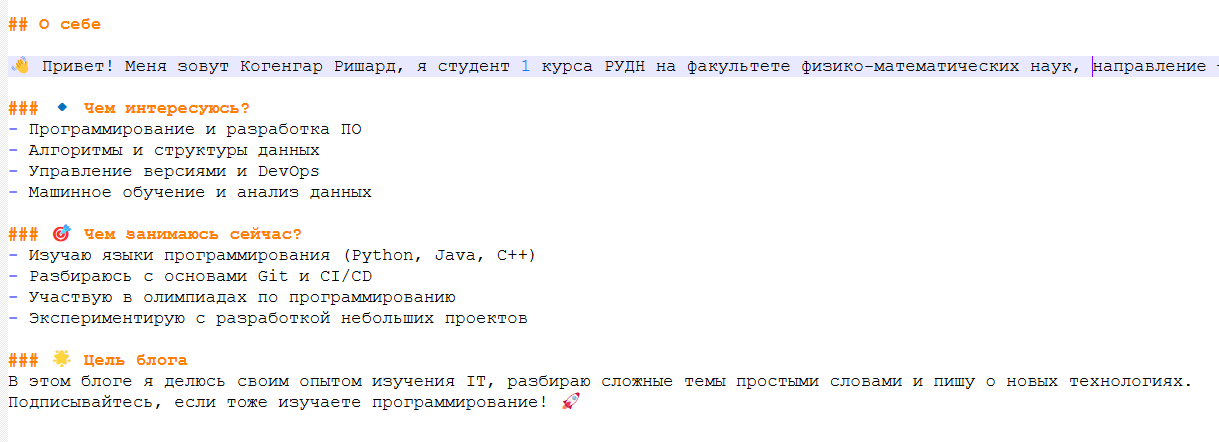 ## О себе
👋 Привет! Меня зовут Когенгар Ришард, я студент 1 курса РУДН на факультете физико-математических наук, направление
### 🔹 Чем интересуюсь?
- Программирование и разработка ПО
- Алгоритмы и структуры данных
- Управление версиями и DevOps
- Машинное обучение и анализ данных
### 🎯 Чем занимаюсь сейчас?
- Изучаю языки программирования (Python, Java, C++)
- Разбираюсь с основами Git и CI/CD
- Участвую в олимпиадах по программированию
- Экспериментирую с разработкой небольших проектов
### 🌟 Цель блога
В этом блоге я делюсь своим опытом изучения IT, разбираю сложные темы простыми словами и пишу о новых технологиях.
Подписывайтесь, если тоже изучаете программирование! 🚀